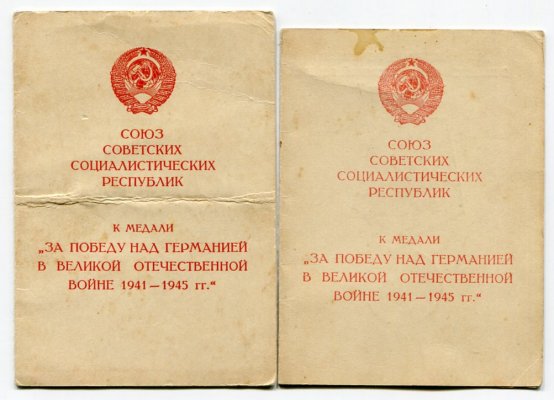 СОЮЗ
СОВЕТСКИХ
СОЦИАЛИСТИЧЕСКИХ
РЕСПУБЛИК
К МЕДАЛИ
„ЗА ПОБЕДУ НАД ГЕРМАНИЕЙ
В ВЕЛИКОЙ ОТЕЧЕСТВЕННОЙ
ВОЙНЕ 1941—1945 гг.“
СОЮЗ
СОВЕТСКИХ
СОЦИАЛИСТИЧЕСКИХ
РЕСПУБЛИК
К МЕДАЛИ
„ЗА ПОБЕДУ НАД ГЕРМАНИЕЙ
В ВЕЛИКОЙ ОТЕЧЕСТВЕННОЙ
ВОЙНЕ 1941—1945 гг.“